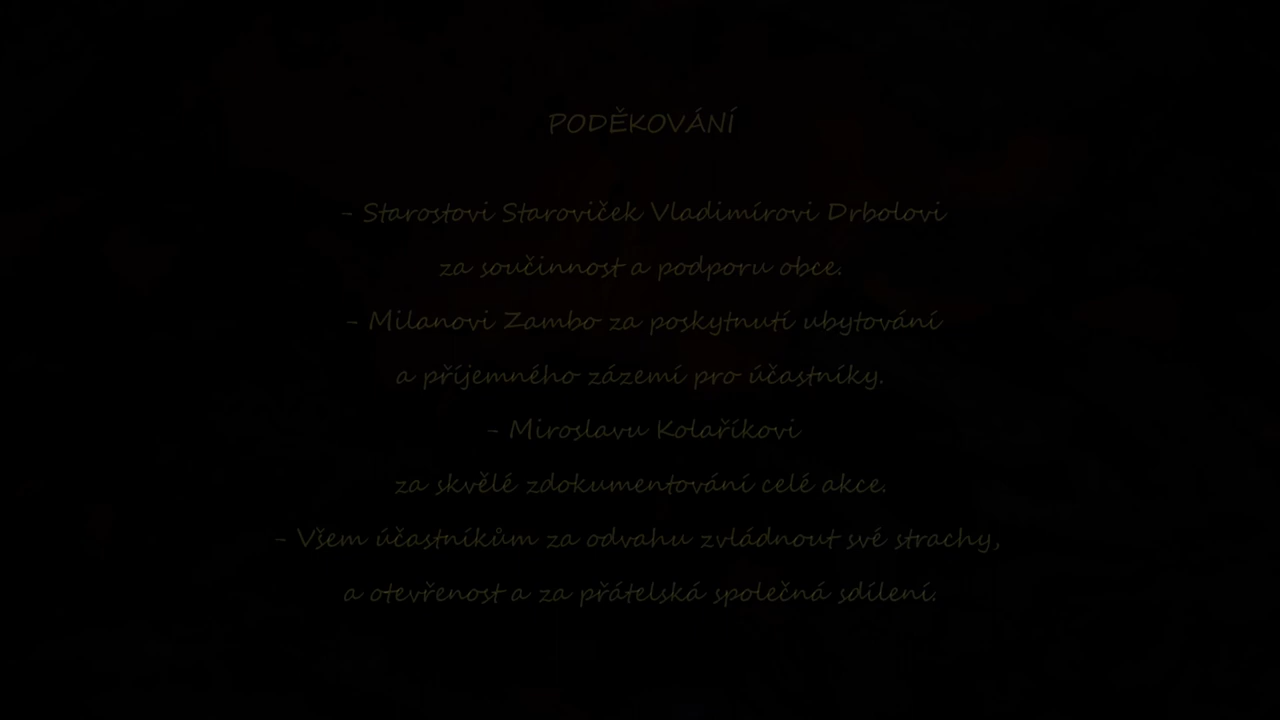 PODĚKOVÁNÍ
- Starostovi Staroviček Vladimírovi Drbolovi
za součinnost a podporu obce.
- Milanovi Zambo za poskytnutí ubytování
a příjemného zázemí pro účastníky.
- Miroslavu Kolaříkovi
za skvělé zdokumentování celé akce.
- Všem účastníkům za odvahu zvládnout své strachy,
a otevřenost a za přátelská společná sdílení.